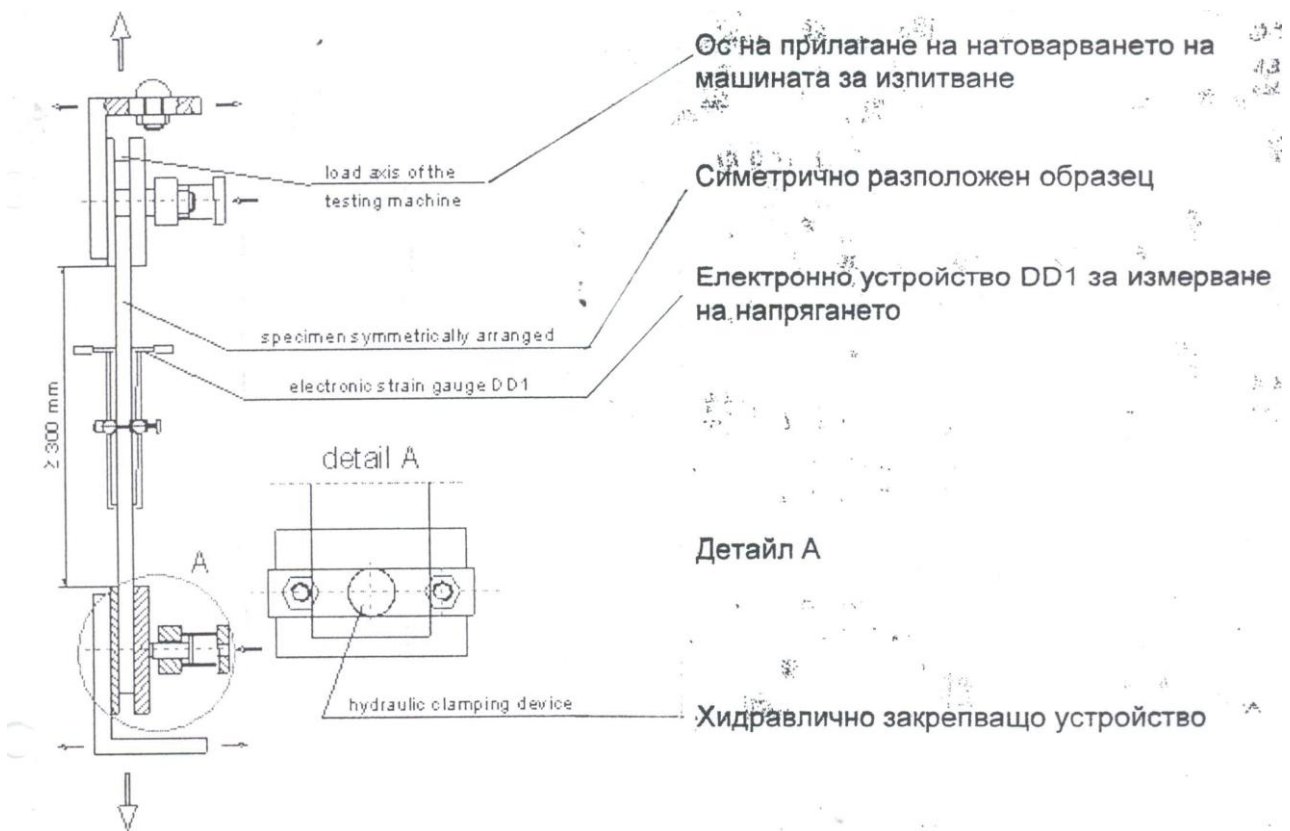 Ос на прилагане на натоварването на
машината за изпитване
load axis of the
testing machine
Симетрично разположен образец
Електронно устройство DD1 за измерване
на напрягането
specimen symmetrically arranged
electronic strain gauge DD1
≥ 300 mm
detail A
A
Детайл А
hydraulic clamping device
Хидравлично закрепващо устройство